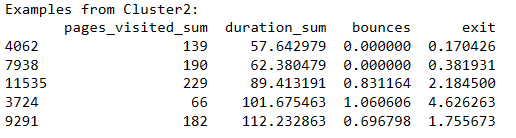 Examples from Cluster2:
pages_visited_sum duration_sum bounces exit
4062 139 57.642979 0.000000 0.170426
7938 190 62.380479 0.000000 0.381931
11535 229 89.413191 0.831164 2.184500
3724 66 101.675463 1.060606 4.626263
9291 182 112.232863 0.696798 1.755673